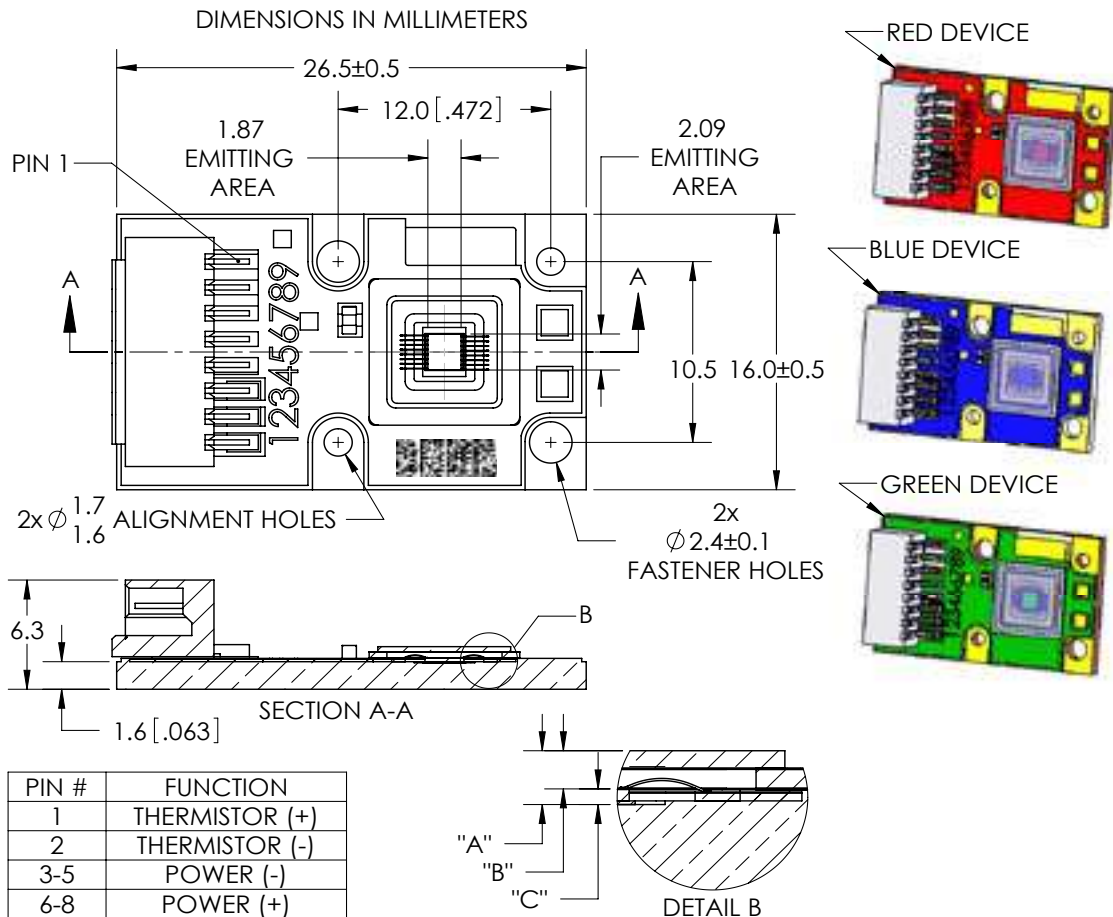 DIMENSIONS IN MILLIMETERS
26.5±0.5
12.0 [.472]
1.87
EMITTING
AREA
2.09
EMITTING
AREA
PIN 1
A
A
123456789
10.5
16.0±0.5
2x ∅ 1.7
1.6
ALIGNMENT HOLES
2x
∅2.4±0.1
FASTENER HOLES
RED DEVICE
BLUE DEVICE
GREEN DEVICE
6.3
B
SECTION A-A
1.6 [.063]
PIN # FUNCTION
1 THERMISTOR (+)
2 THERMISTOR (-)
3-5 POWER (-)
6-8 POWER (+)
"A"
"B"
"C"
DETAIL B